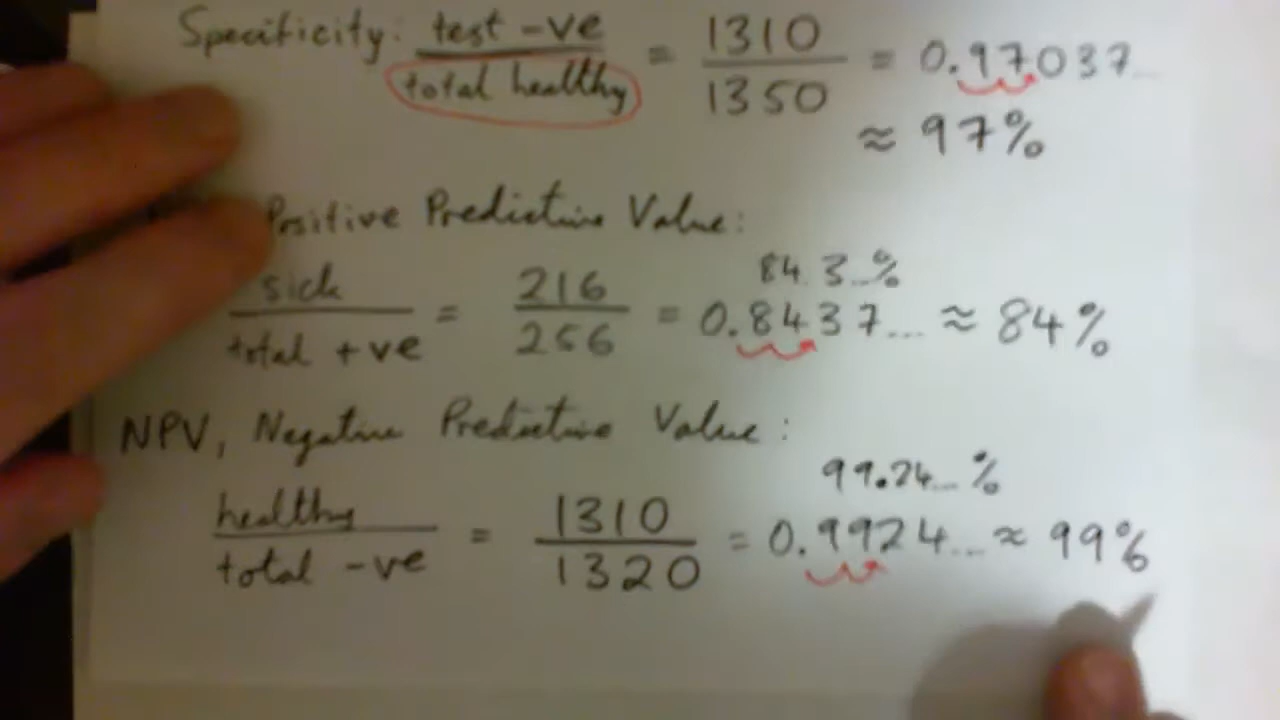 Specificity: test -ve / total healthy = 1310 / 1350 = 0.97037...
≈ 97%
Positive Predictive Value:
84.3...%
sick / total +ve = 216 / 256 = 0.8437... ≈ 84%
NPV, Negative Predictive Value:
99.24...%
healthy / total -ve = 1310 / 1320 = 0.9924... ≈ 99%